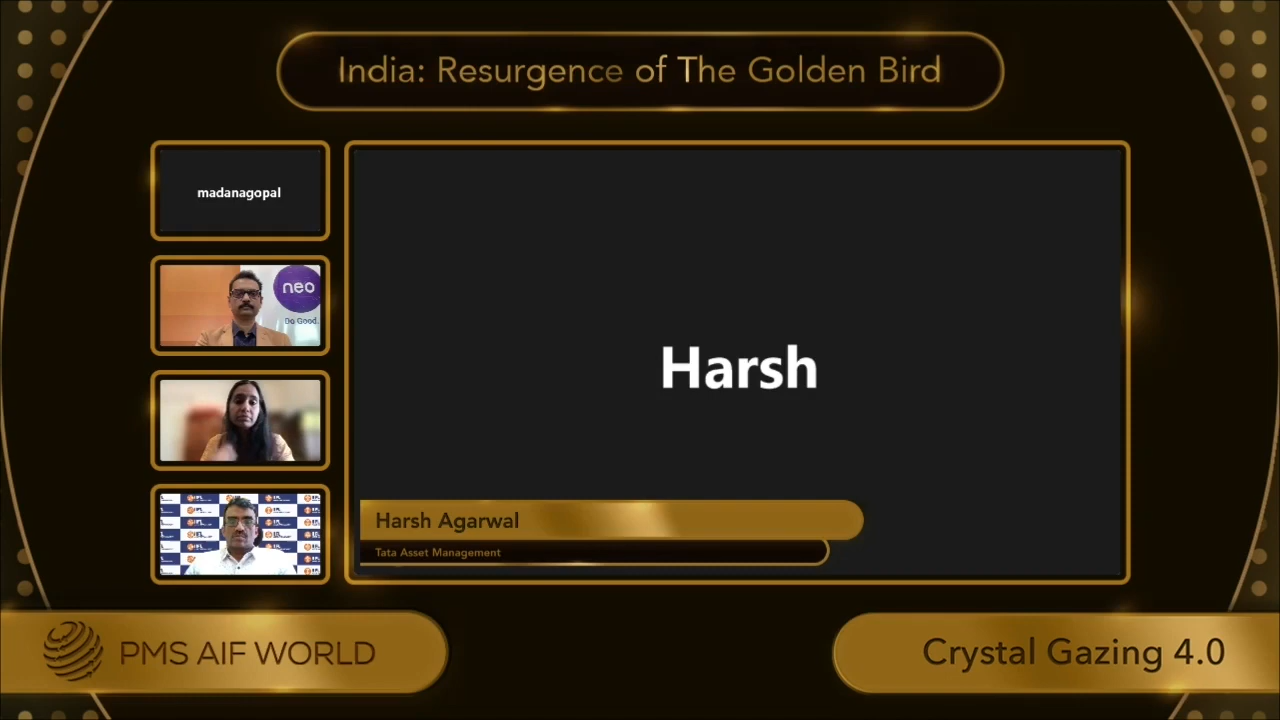 India: Resurgence of The Golden Bird
madanagopal
neo
Do Good.
Harsh
Harsh Agarwal
Tata Asset Management
PMS AIF WORLD
Crystal Gazing 4.0